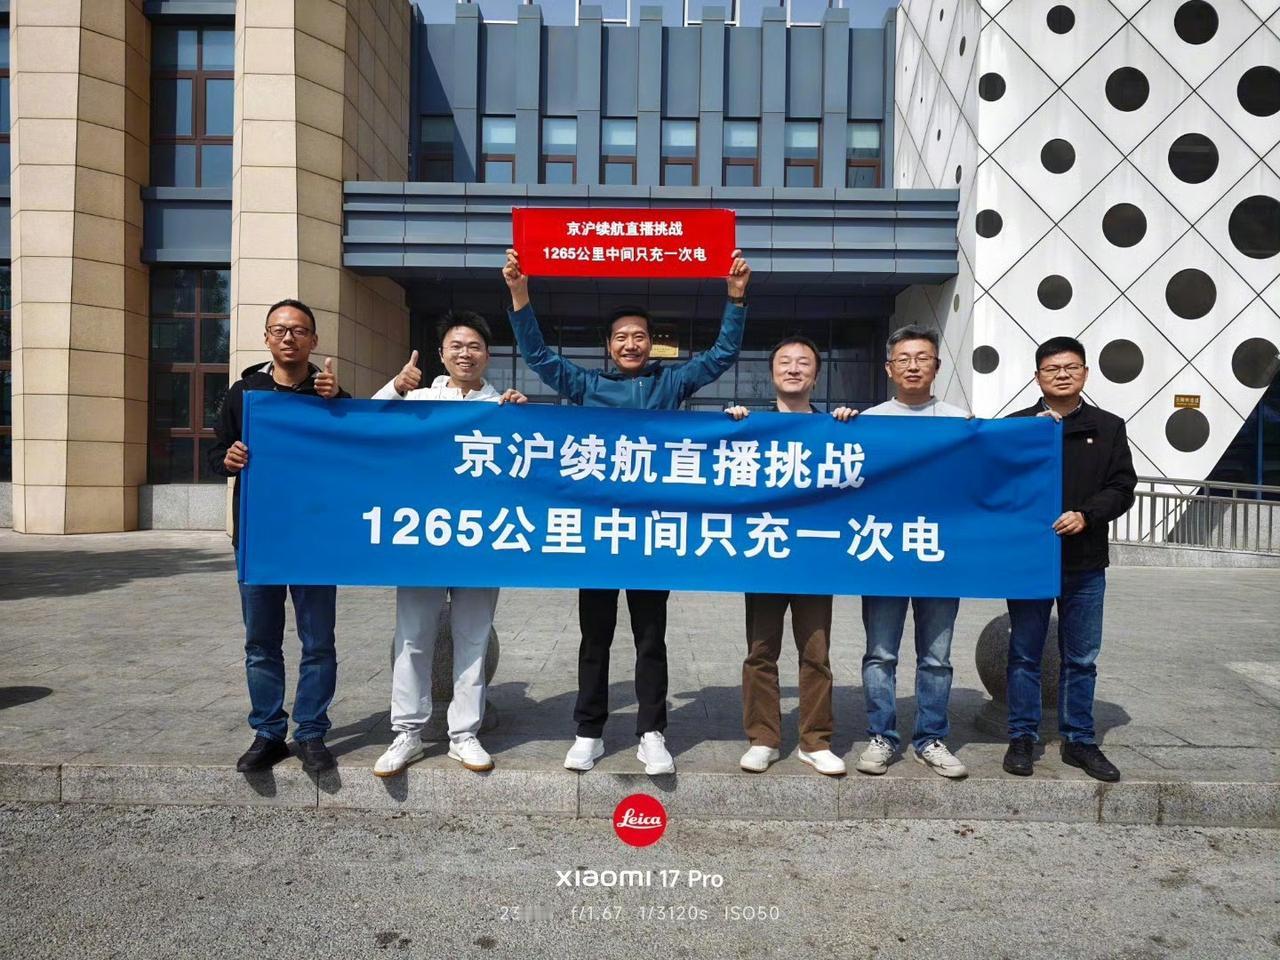 京沪续航直播挑战
1265公里中间只充一次电
京沪续航直播挑战
1265公里中间只充一次电
Leica
xiaomi 17 Pro
f/1.67 1/3120s ISO50